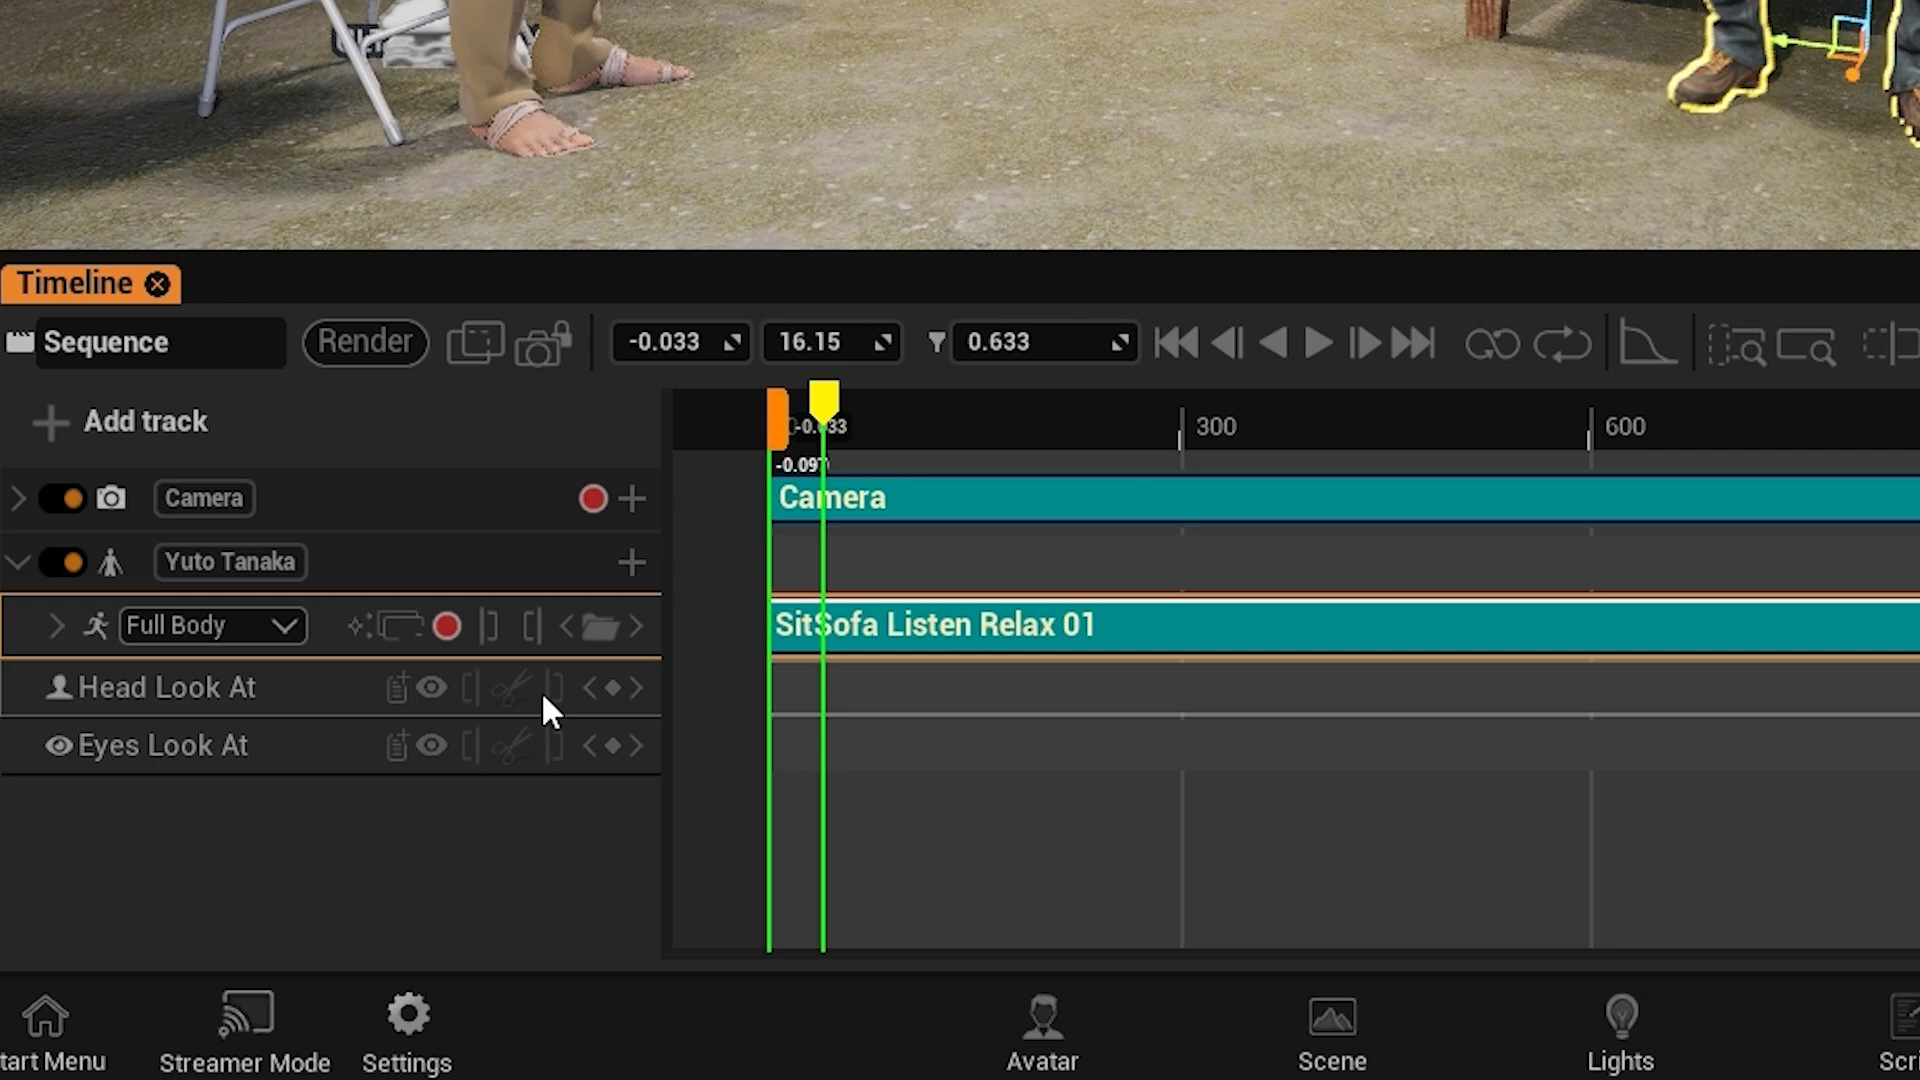 Timeline
Sequence
Render
-0.033
16.15
0.633
Add track
-0.033
300
600
-0.097
Camera
Camera
Yuto Tanaka
Full Body
SitSofa Listen Relax 01
Head Look At
Eyes Look At
tart Menu
Streamer Mode
Settings
Avatar
Scene
Lights
Scri